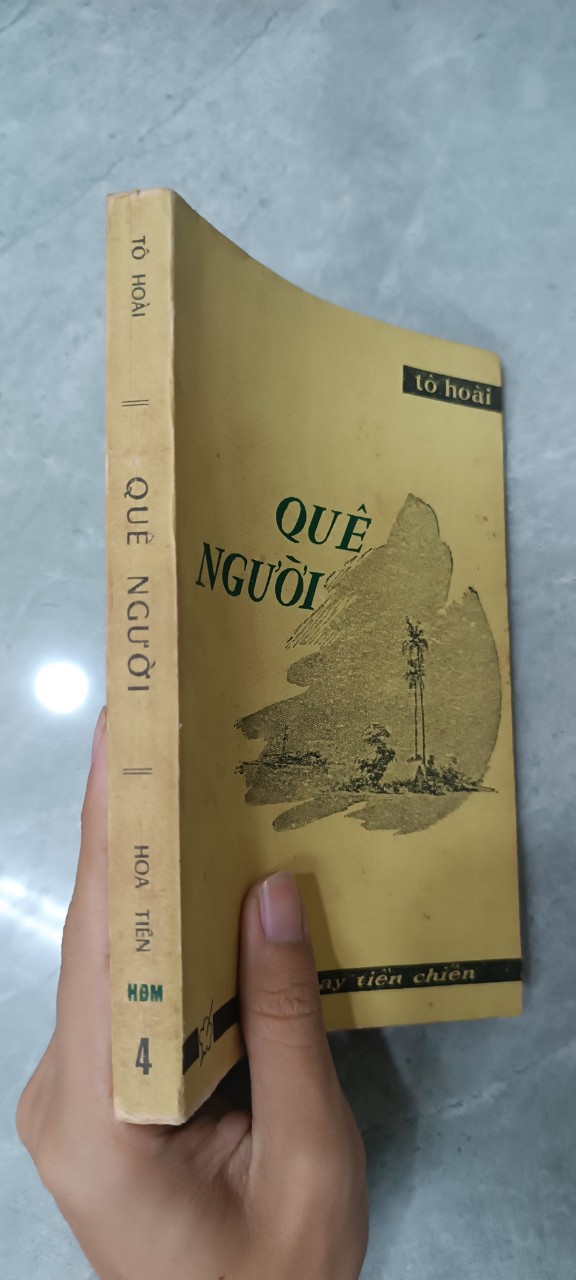 TÔ HOÀI
QUÊ NGƯỜI
HOA TIÊN
HĐM
4
tô hoài
QUÊ
NGƯỜI
tiền chiến